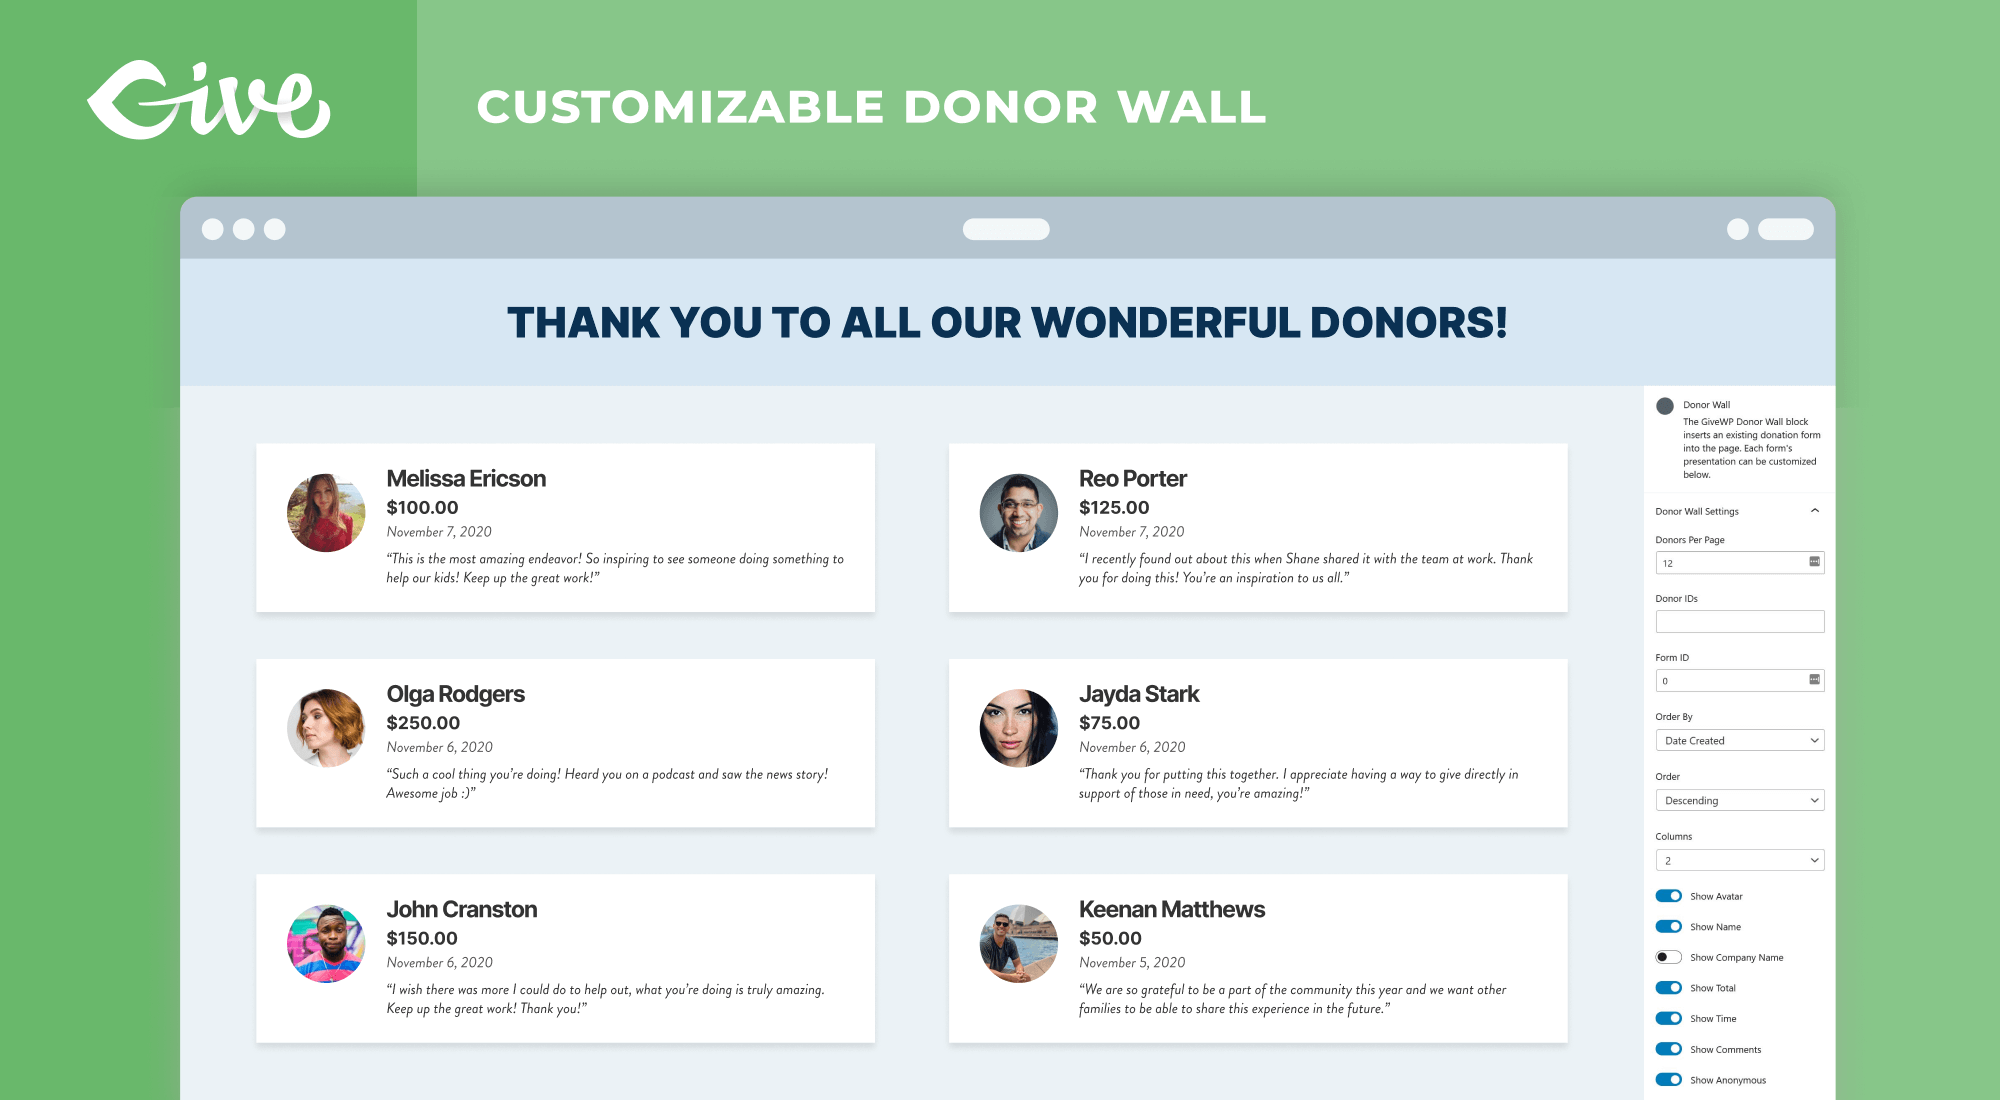 Give
CUSTOMIZABLE DONOR WALL
THANK YOU TO ALL OUR WONDERFUL DONORS!
Melissa Ericson
$100.00
November 7, 2020
“This is the most amazing endeavor! So inspiring to see someone doing something to
help our kids! Keep up the great work!”
Reo Porter
$125.00
November 7, 2020
“I recently found out about this when Shane shared it with the team at work. Thank
you for doing this! You’re an inspiration to us all.”
Olga Rodgers
$250.00
November 6, 2020
“Such a cool thing you’re doing! Heard you on a podcast and saw the news story!
Awesome job :)”
Jayda Stark
$75.00
November 6, 2020
“Thank you for putting this together. I appreciate having a way to give directly in
support of those in need, you’re amazing!”
John Cranston
$150.00
November 6, 2020
“I wish there was more I could do to help out, what you’re doing is truly amazing.
Keep up the great work! Thank you!”
Keenan Matthews
$50.00
November 5, 2020
“We are so grateful to be a part of the community this year and we want other
families to be able to share this experience in the future.”
Donor Wall
The GiveWP Donor Wall block
inserts an existing donation form
into the page. Each form's
presentation can be customized
below.
Donor Wall Settings
Donors Per Page
12
Donor IDs
Form ID
0
Order By
Date Created
Order
Descending
Columns
2
Show Avatar
Show Name
Show Company Name
Show Total
Show Time
Show Comments
Show Anonymous